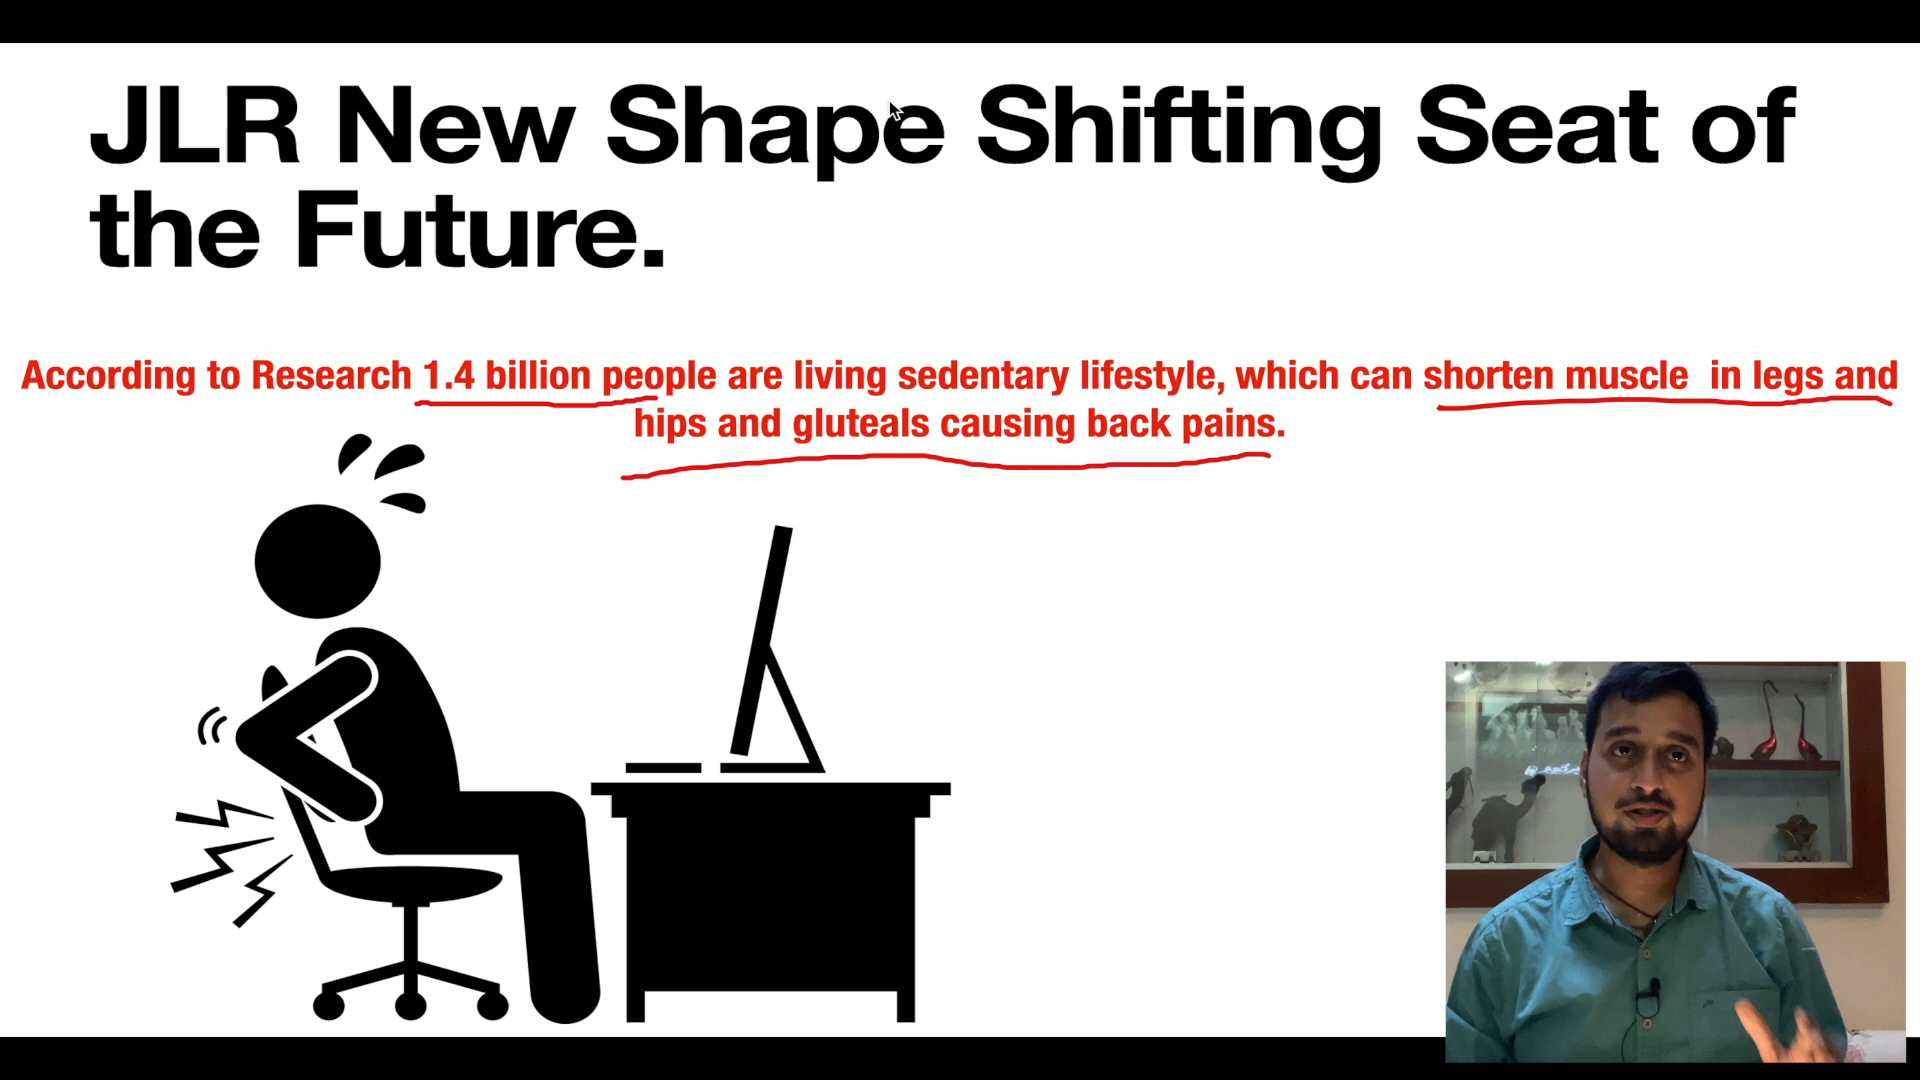 JLR New Shape Shifting Seat of
the Future.
According to Research 1.4 billion people are living sedentary lifestyle, which can shorten muscle  in legs and
hips and gluteals causing back pains.